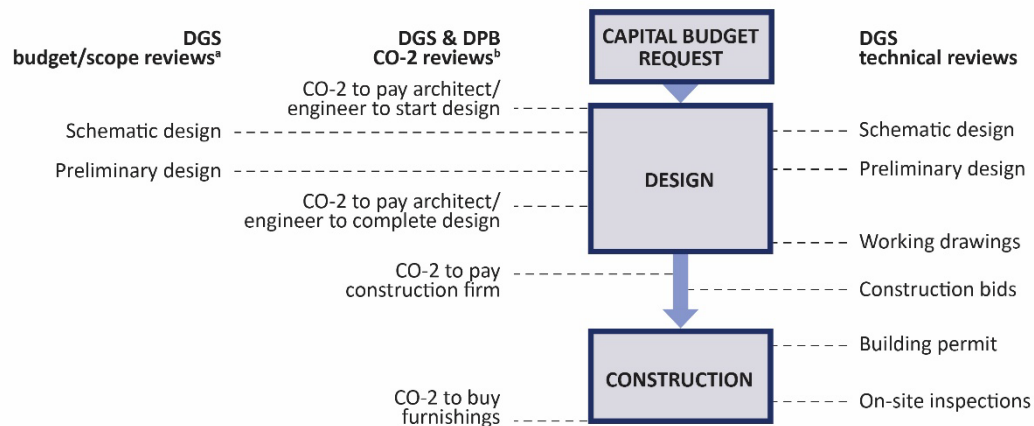 DGS
budget/scope reviewsᵃ
DGS & DPB
CO-2 reviewsᵇ
CAPITAL BUDGET
REQUEST
DGS
technical reviews
CO-2 to pay architect/
engineer to start design
Schematic design
Schematic design
Preliminary design
Preliminary design
DESIGN
CO-2 to pay architect/
engineer to complete design
Working drawings
CO-2 to pay
construction firm
Construction bids
Building permit
CONSTRUCTION
CO-2 to buy
furnishings
On-site inspections